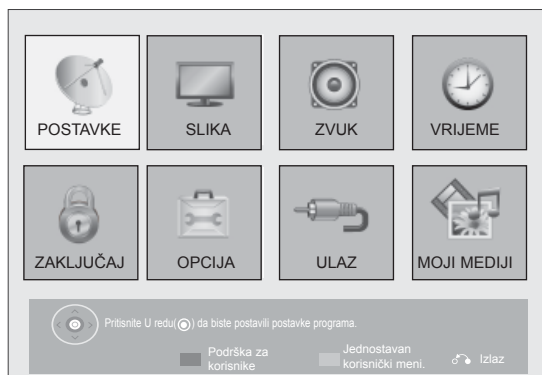 POSTAVKE
SLIKA
ZVUK
VRIJEME
ZAKLJUČAJ
OPCIJA
ULAZ
MOJI MEDIJI
Pritisnite U redu(◉) da biste postavili postavke programa.
Podrška za
korisnike
Jednostavan
korisnički meni.
Izlaz